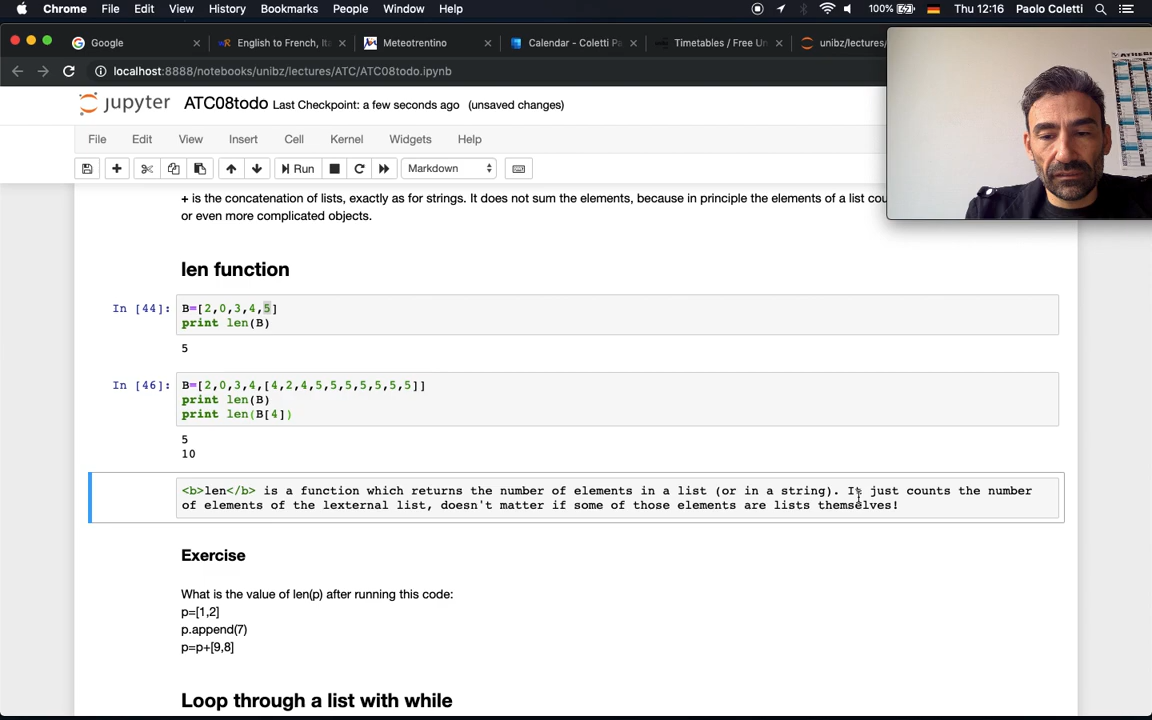 Chrome File Edit View History Bookmarks People Window Help 100% Thu 12:16 Paolo Coletti
Google English to French, Ita Meteotrentino Calendar - Coletti Pa Timetables / Free Un unibz/lectures/
localhost:8888/notebooks/unibz/lectures/ATC/ATC08todo.ipynb
jupyter ATC08todo Last Checkpoint: a few seconds ago (unsaved changes)
File Edit View Insert Cell Kernel Widgets Help
Run Markdown
+ is the concatenation of lists, exactly as for strings. It does not sum the elements, because in principle the elements of a list cou
or even more complicated objects.
len function
In [44]: B=[2,0,3,4,5]
print len(B)
5
In [46]: B=[2,0,3,4,[4,2,4,5,5,5,5,5,5,5]]
print len(B)
print len(B[4])
5
10
<b>len</b> is a function which returns the number of elements in a list (or in a string). It just counts the number
of elements of the lexternal list, doesn't matter if some of those elements are lists themselves!
Exercise
What is the value of len(p) after running this code:
p=[1,2]
p.append(7)
p=p+[9,8]
Loop through a list with while